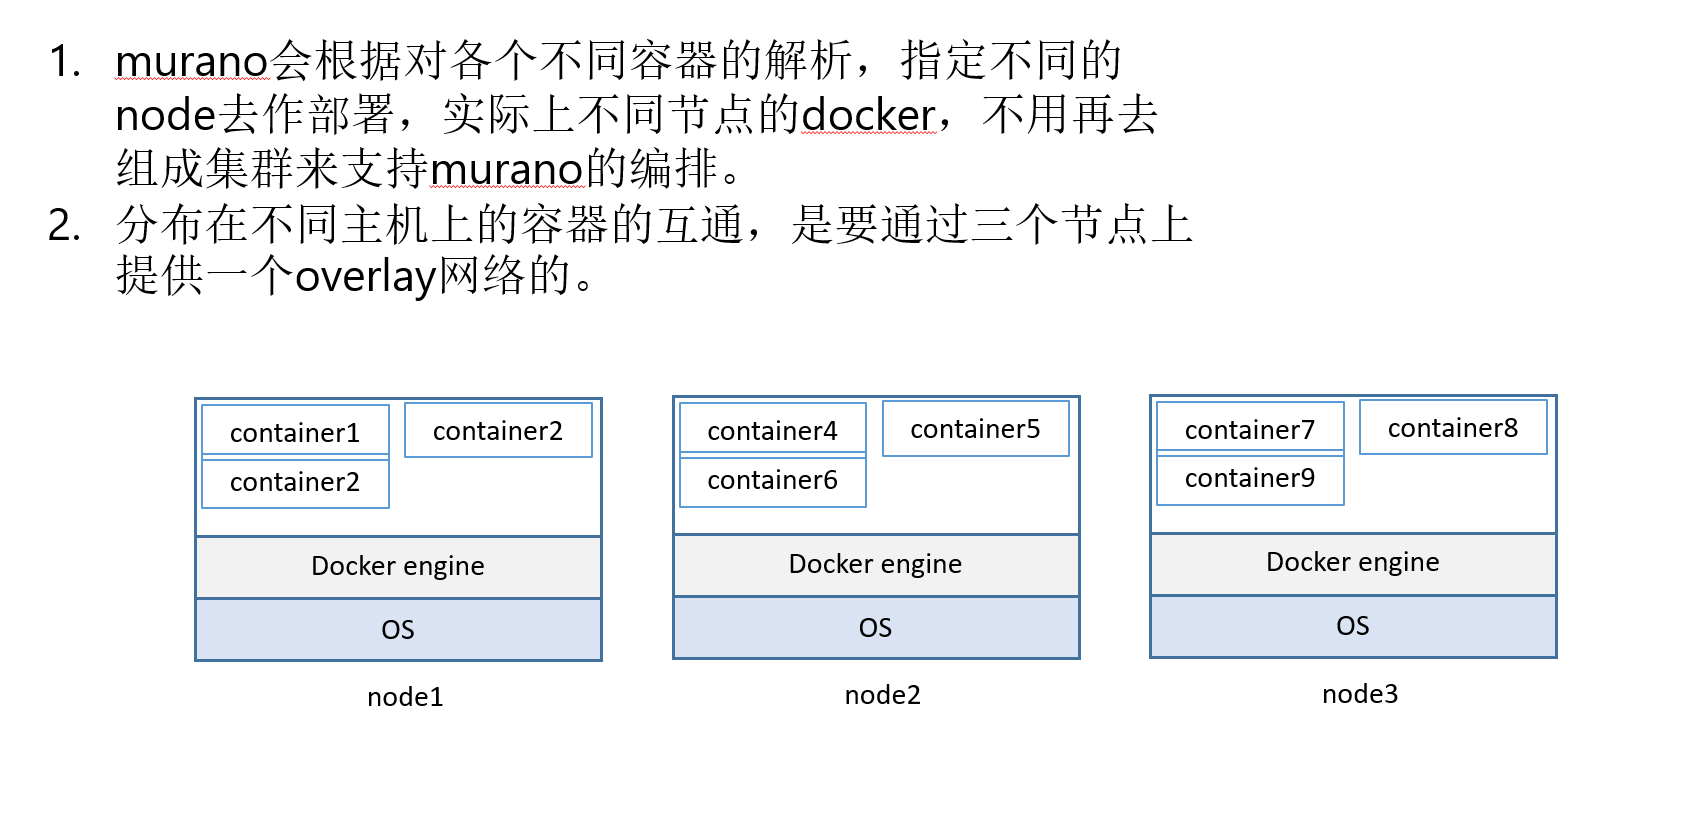 1. murano会根据对各个不同容器的解析，指定不同的
node去作部署，实际上不同节点的docker，不用再去
组成集群来支持murano的编排。
2. 分布在不同主机上的容器的互通，是要通过三个节点上
提供一个overlay网络的。
container1
container2
container2
Docker engine
OS
node1
container4
container5
container6
Docker engine
OS
node2
container7
container8
container9
Docker engine
OS
node3